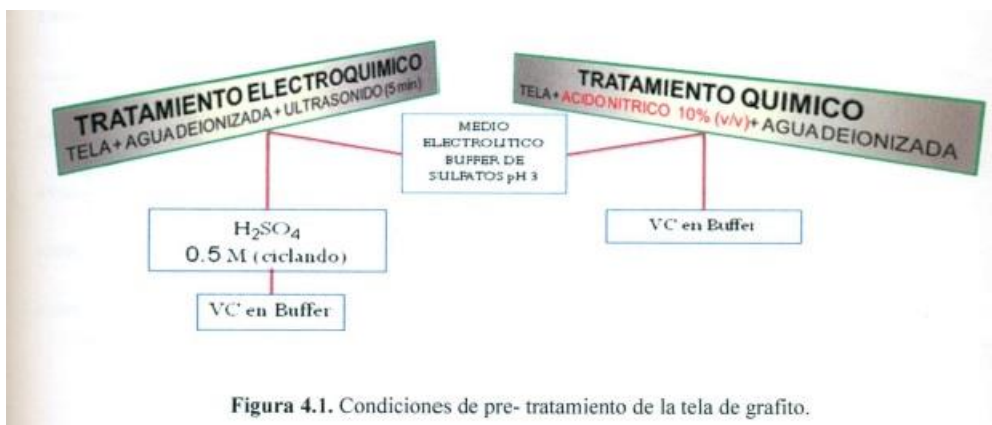 TRATAMIENTO ELECTROQUIMICO
TELA + AGUA DEIONIZADA + ULTRASONIDO (5 min)
TRATAMIENTO QUIMICO
TELA + ACIDO NITRICO 10% (v/v) + AGUA DEIONIZADA
MEDIO
ELECTROLITICO
BUFFER DE
SULFATOS pH 3
H₂SO₄
0.5 M (ciclando)
VC en Buffer
VC en Buffer
Figura 4.1. Condiciones de pre- tratamiento de la tela de grafito.